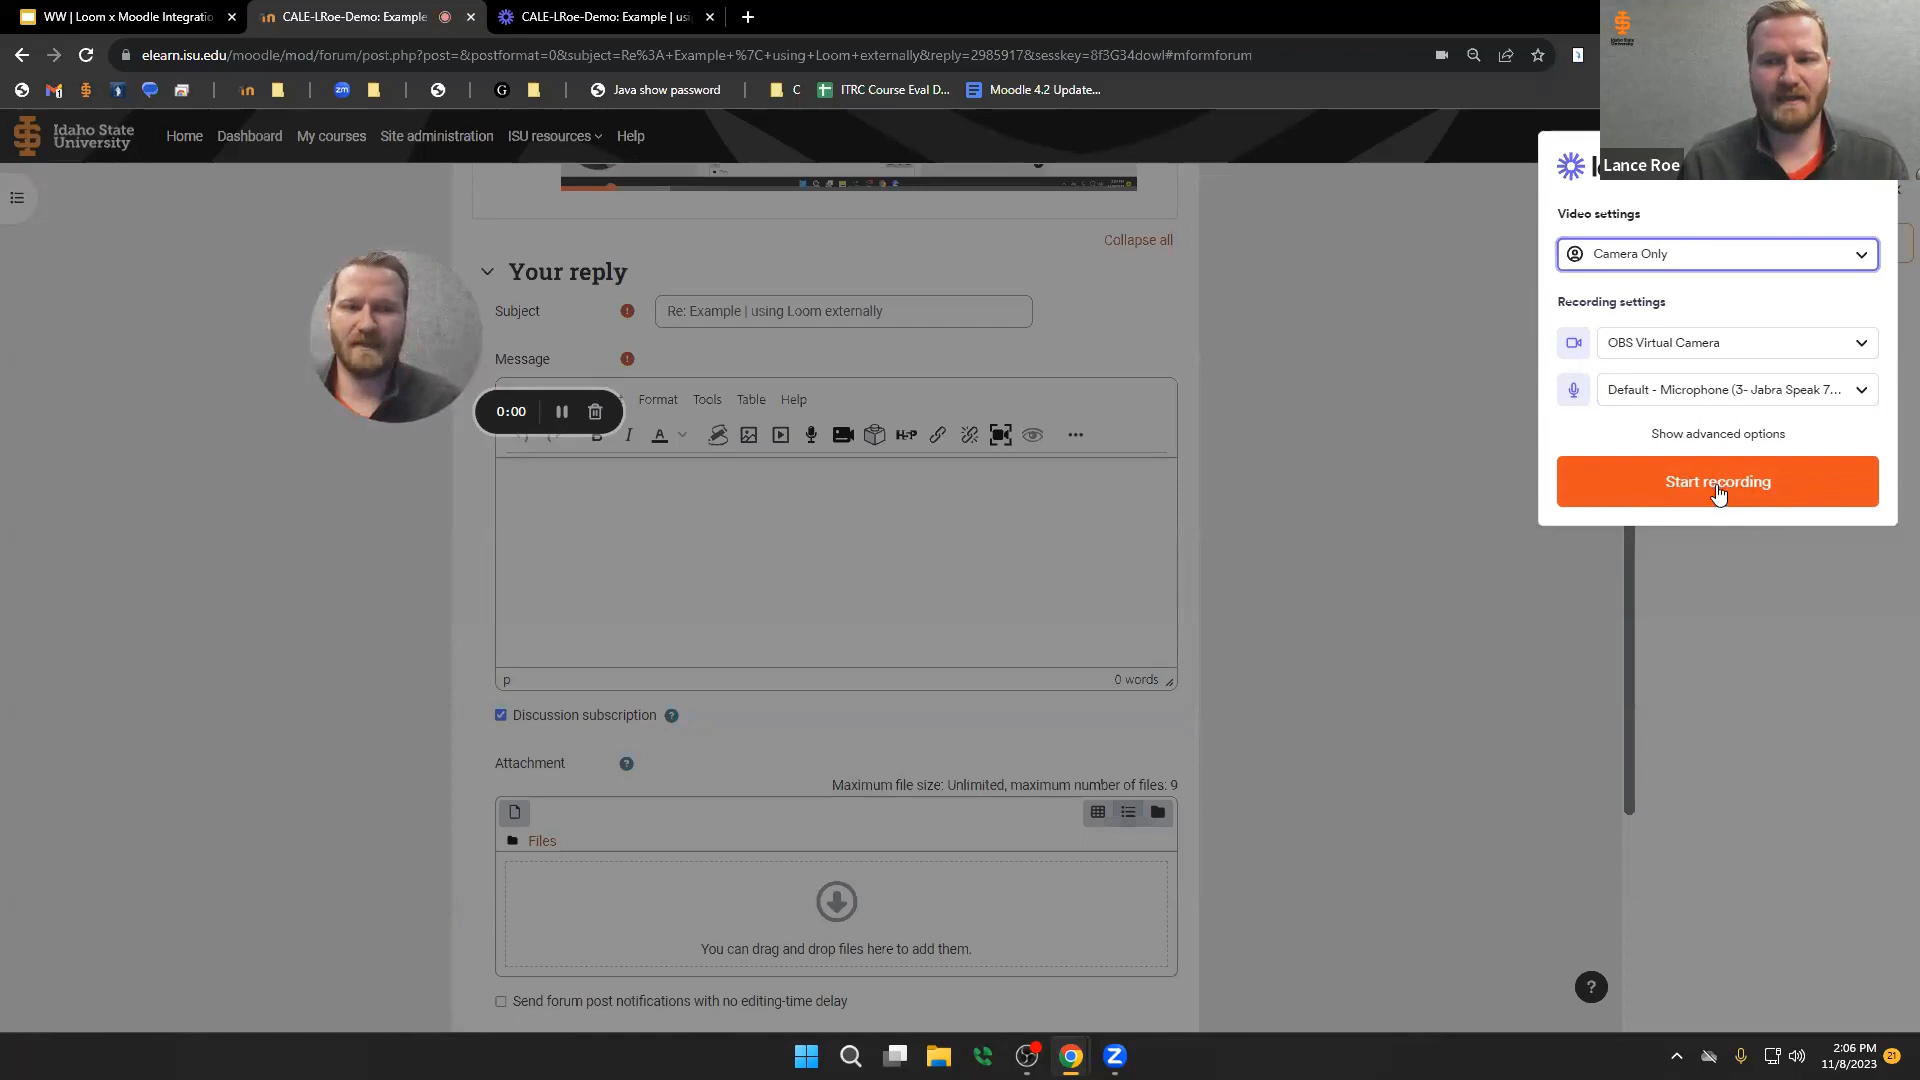 WW | Loom x Moodle Integratio
CALE-LRoe-Demo: Example
CALE-LRoe-Demo: Example | usi
elearn.isu.edu/moodle/mod/forum/post.php?post=&postformat=0&subject=Re%3A+Example+%7C+using+Loom+externally&reply=2985917&sesskey=8f3G34dowl#mformforum
Java show password
C
ITRC Course Eval D...
Moodle 4.2 Update...
Idaho State
University
Home
Dashboard
My courses
Site administration
ISU resources
Help
Lance Roe
Video settings
Camera Only
Recording settings
OBS Virtual Camera
Default - Microphone (3- Jabra Speak 7...
Show advanced options
Start recording
Collapse all
Your reply
Subject
Re: Example | using Loom externally
Message
Format
Tools
Table
Help
0:00
B
I
A
H-P
p
0 words
Discussion subscription
Attachment
Maximum file size: Unlimited, maximum number of files: 9
Files
You can drag and drop files here to add them.
Send forum post notifications with no editing-time delay
2:06 PM
11/8/2023
21